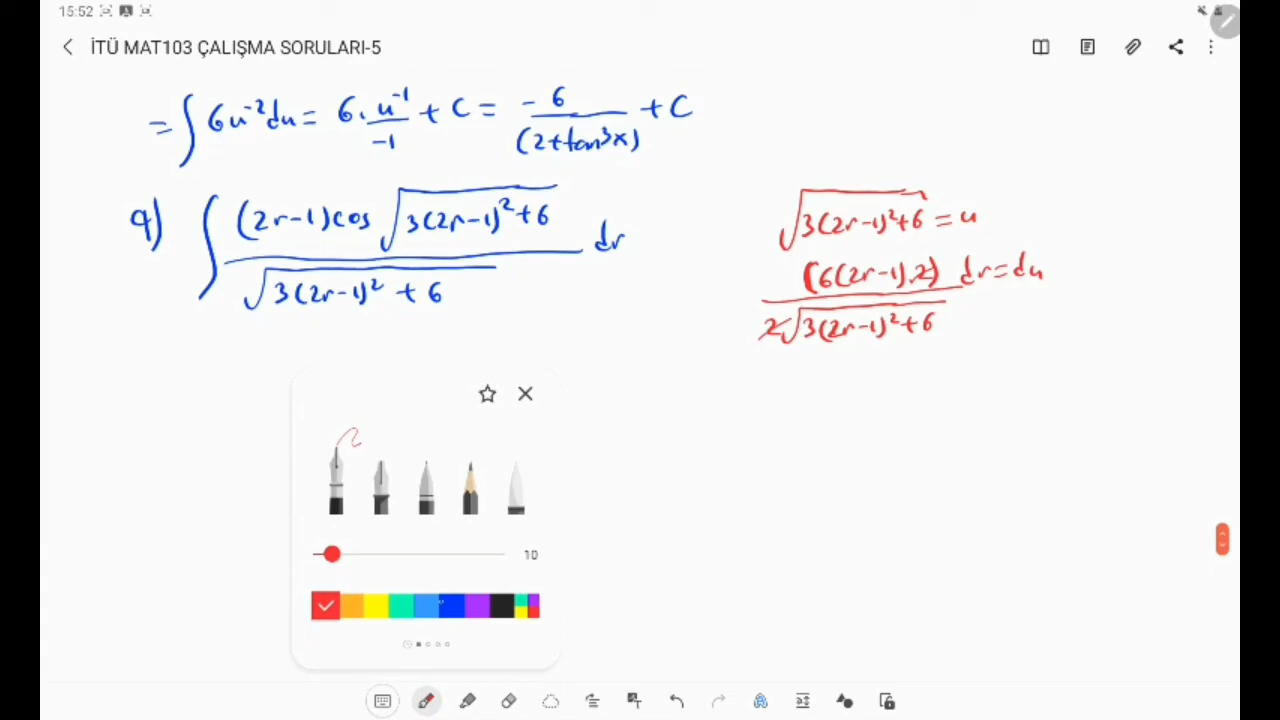 15:52
İTÜ MAT103 ÇALIŞMA SORULARI-5
= ∫ 6u⁻² du = 6 · u⁻¹/-1 + C = -6/(2+tan³x) + C
9) ∫ (2r-1)cos √(3(2r-1)² + 6) / √(3(2r-1)² + 6) dr
√(3(2r-1)² + 6) = u
(6(2r-1).2) / 2√(3(2r-1)² + 6) dr = du
10